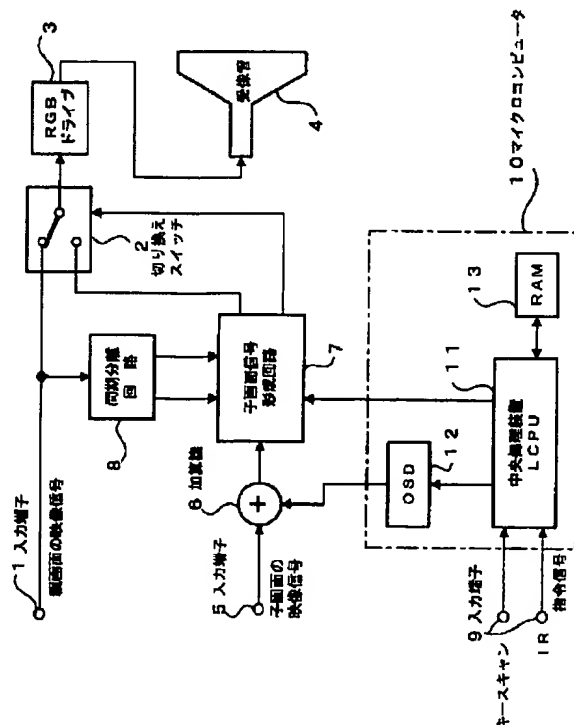 1 入力端子
親画面の映像信号
同期分離
回路
8
2
切り換え
スイッチ
RGB
ドライブ
3
受像管
4
5 入力端子
子画面の
映像信号
6 加算器
+
子画面信号
形成回路
7
10 マイクロコンピュータ
OSD
12
中央処理装置
LCPU
11
RAM
13
9 入力端子
キースキャン
IR
指令信号